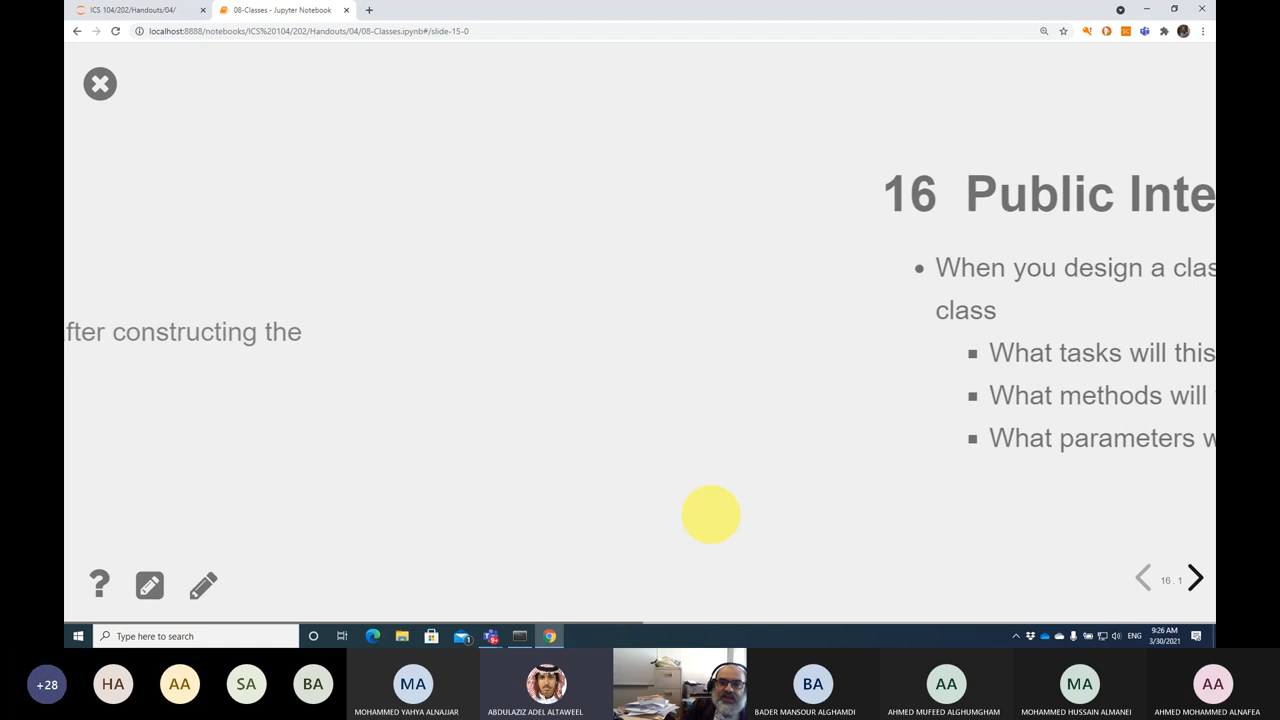 ICS 104/202/Handouts/04/
08-Classes - Jupyter Notebook
localhost:8888/notebooks/ICS%20104/202/Handouts/04/08-Classes.ipynb#/slide-15-0
16 Public Inte
• When you design a clas
class
fter constructing the
▪ What tasks will this
▪ What methods will
▪ What parameters w
16 . 1
Type here to search
ENG
9:26 AM
3/30/2021
+28
HA
AA
SA
BA
MA
MOHAMMED YAHYA ALNAJJAR
ABDULAZIZ ADEL ALTAWEEL
BA
BADER MANSOUR ALGHAMDI
AA
AHMED MUFEED ALGHUMGHAM
MA
MOHAMMED HUSSAIN ALMANEI
AA
AHMED MOHAMMED ALNAFEA